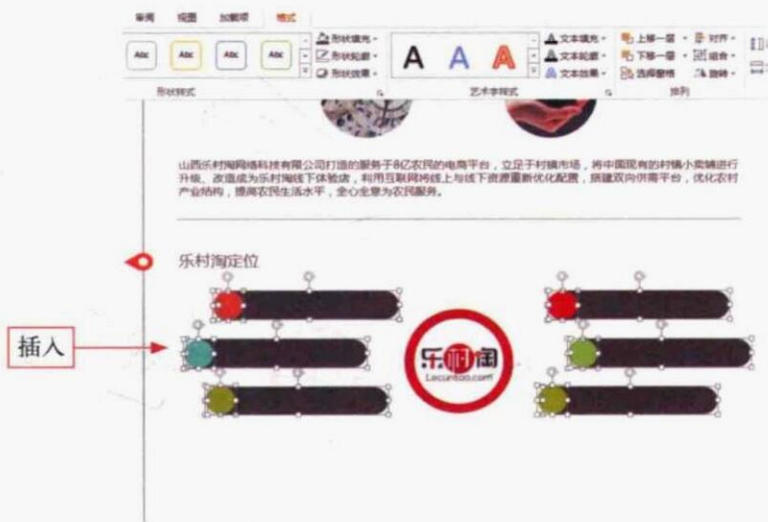 审阅 视图 加载项 格式
Abc Abc Abc Abc
形状填充
形状轮廓
形状效果
A A A
文本填充
文本轮廓
文本效果
上移一层
下移一层
选择窗格
对齐
组合
旋转
形状样式 艺术字样式 排列
山西乐村淘网络科技有限公司打造的服务于8亿农民的电商平台，立足于村镇市场，将中国现有的村镇小卖铺进行
升级、改造成为乐村淘线下体验店，利用互联网将线上与线下资源重新优化配置，搭建双向供需平台，优化农村
产业结构，提高农民生活水平，全心全意为农民服务。
乐村淘定位
插入
乐村淘
Lecuntao.com